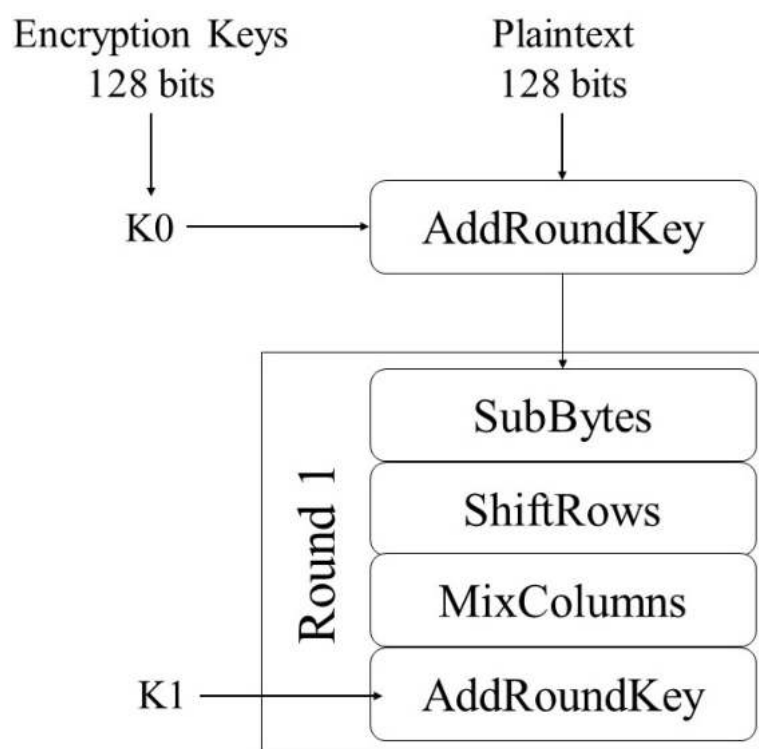 Encryption Keys
128 bits
Plaintext
128 bits
K0
AddRoundKey
SubBytes
ShiftRows
MixColumns
AddRoundKey
Round 1
K1